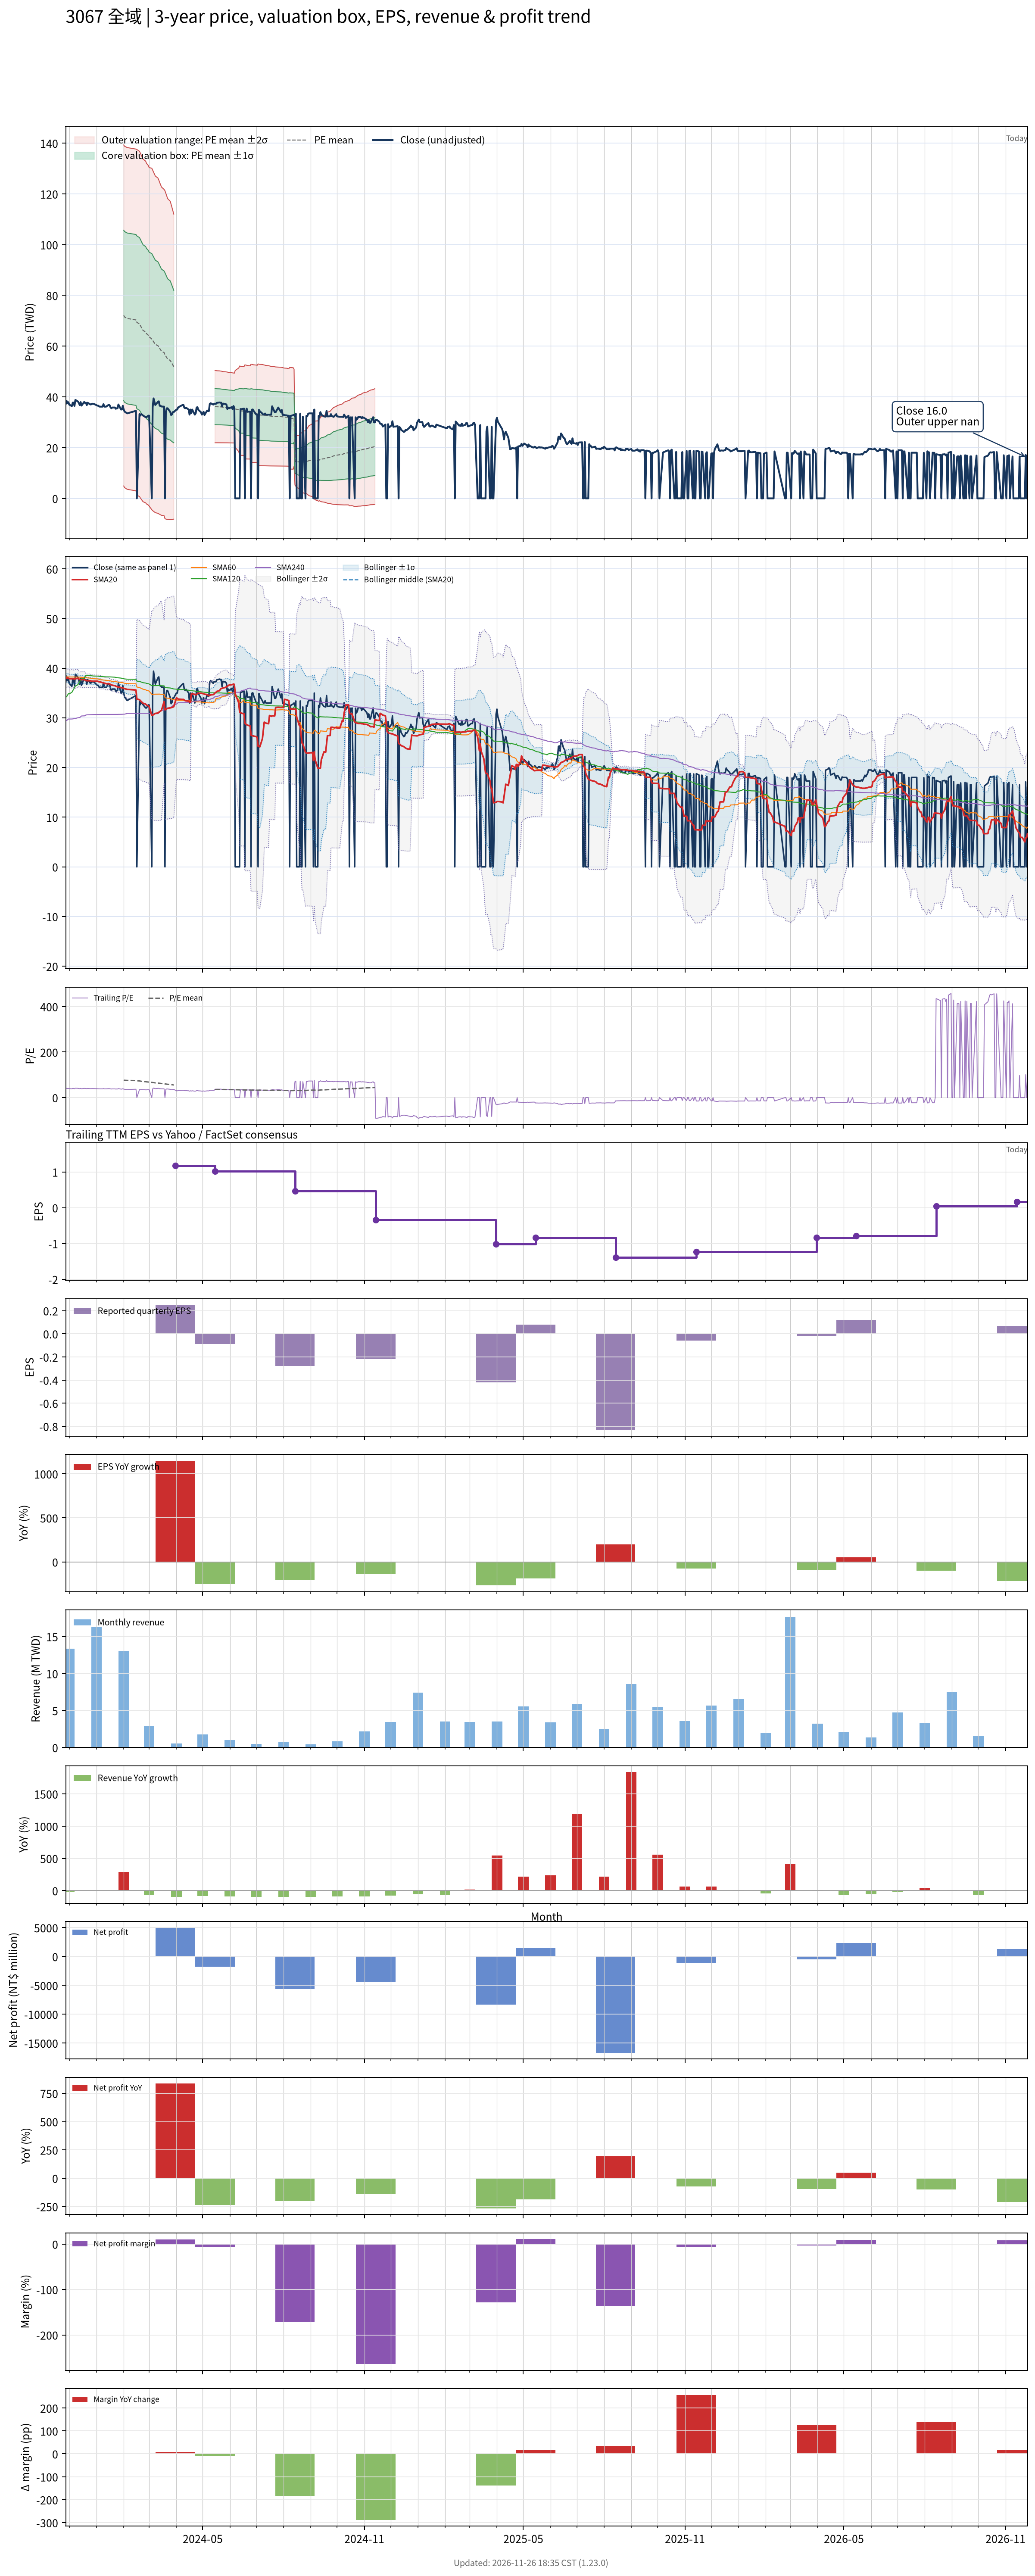 3067 全域 | 3-year price, valuation box, EPS, revenue & profit trend
Outer valuation range: PE mean ±2σ
PE mean
Close (unadjusted)
Core valuation box: PE mean ±1σ
Today
Price (TWD)
140
120
100
80
60
40
20
0
Close 16.0
Outer upper nan
Close (same as panel 1)
SMA20
SMA60
SMA120
SMA240
Bollinger ±2σ
Bollinger ±1σ
Bollinger middle (SMA20)
Price
60
50
40
30
20
10
0
-10
-20
Trailing P/E
P/E mean
P/E
400
200
0
Trailing TTM EPS vs Yahoo / FactSet consensus
Today
EPS
1
0
-1
-2
Reported quarterly EPS
EPS
0.2
0.0
-0.2
-0.4
-0.6
-0.8
EPS YoY growth
YoY (%)
1000
500
0
Monthly revenue
Revenue (M TWD)
15
10
5
0
Revenue YoY growth
YoY (%)
1500
1000
500
0
Month
Net profit
Net profit (NT$ million)
5000
0
-5000
-10000
-15000
Net profit YoY
YoY (%)
750
500
250
0
-250
Net profit margin
Margin (%)
0
-100
-200
Margin YoY change
Δ margin (pp)
200
100
0
-100
-200
-300
2024-05
2024-11
2025-05
2025-11
2026-05
2026-11
Updated: 2026-11-26 18:35 CST (1.23.0)